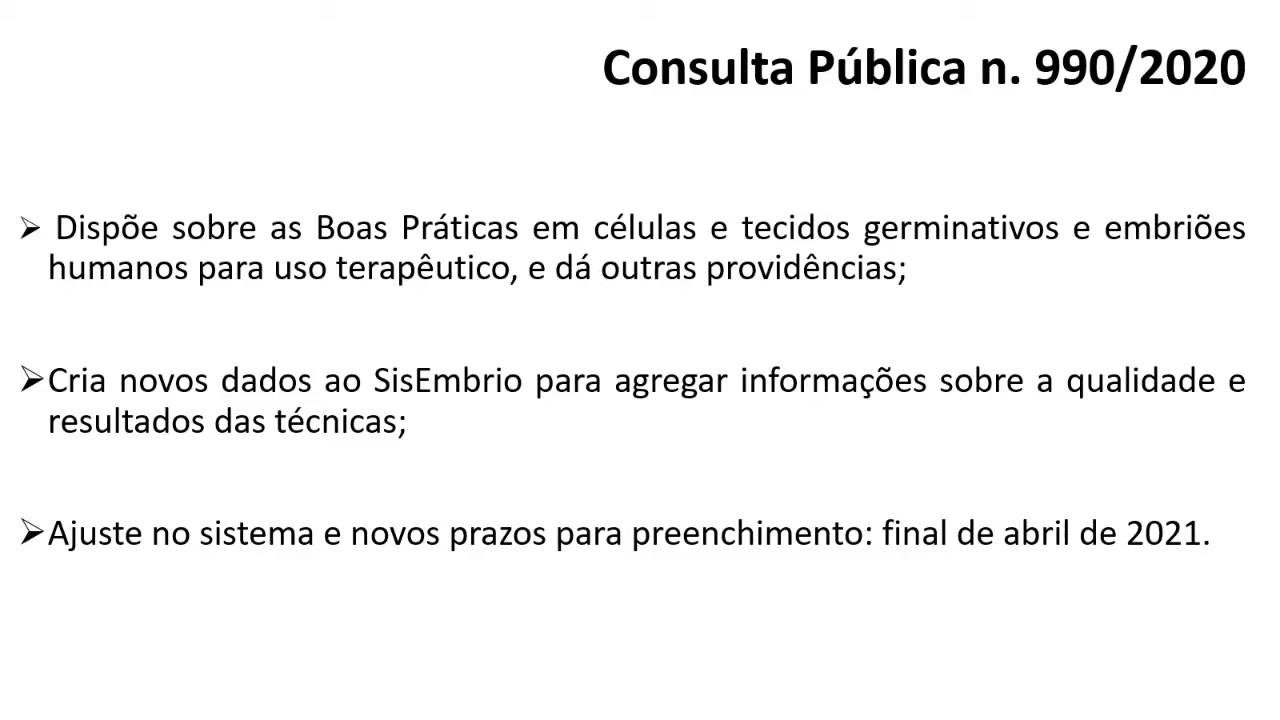 Consulta Pública n. 990/2020
➢ Dispõe sobre as Boas Práticas em células e tecidos germinativos e embriões
humanos para uso terapêutico, e dá outras providências;
➢Cria novos dados ao SisEmbrio para agregar informações sobre a qualidade e
resultados das técnicas;
➢Ajuste no sistema e novos prazos para preenchimento: final de abril de 2021.